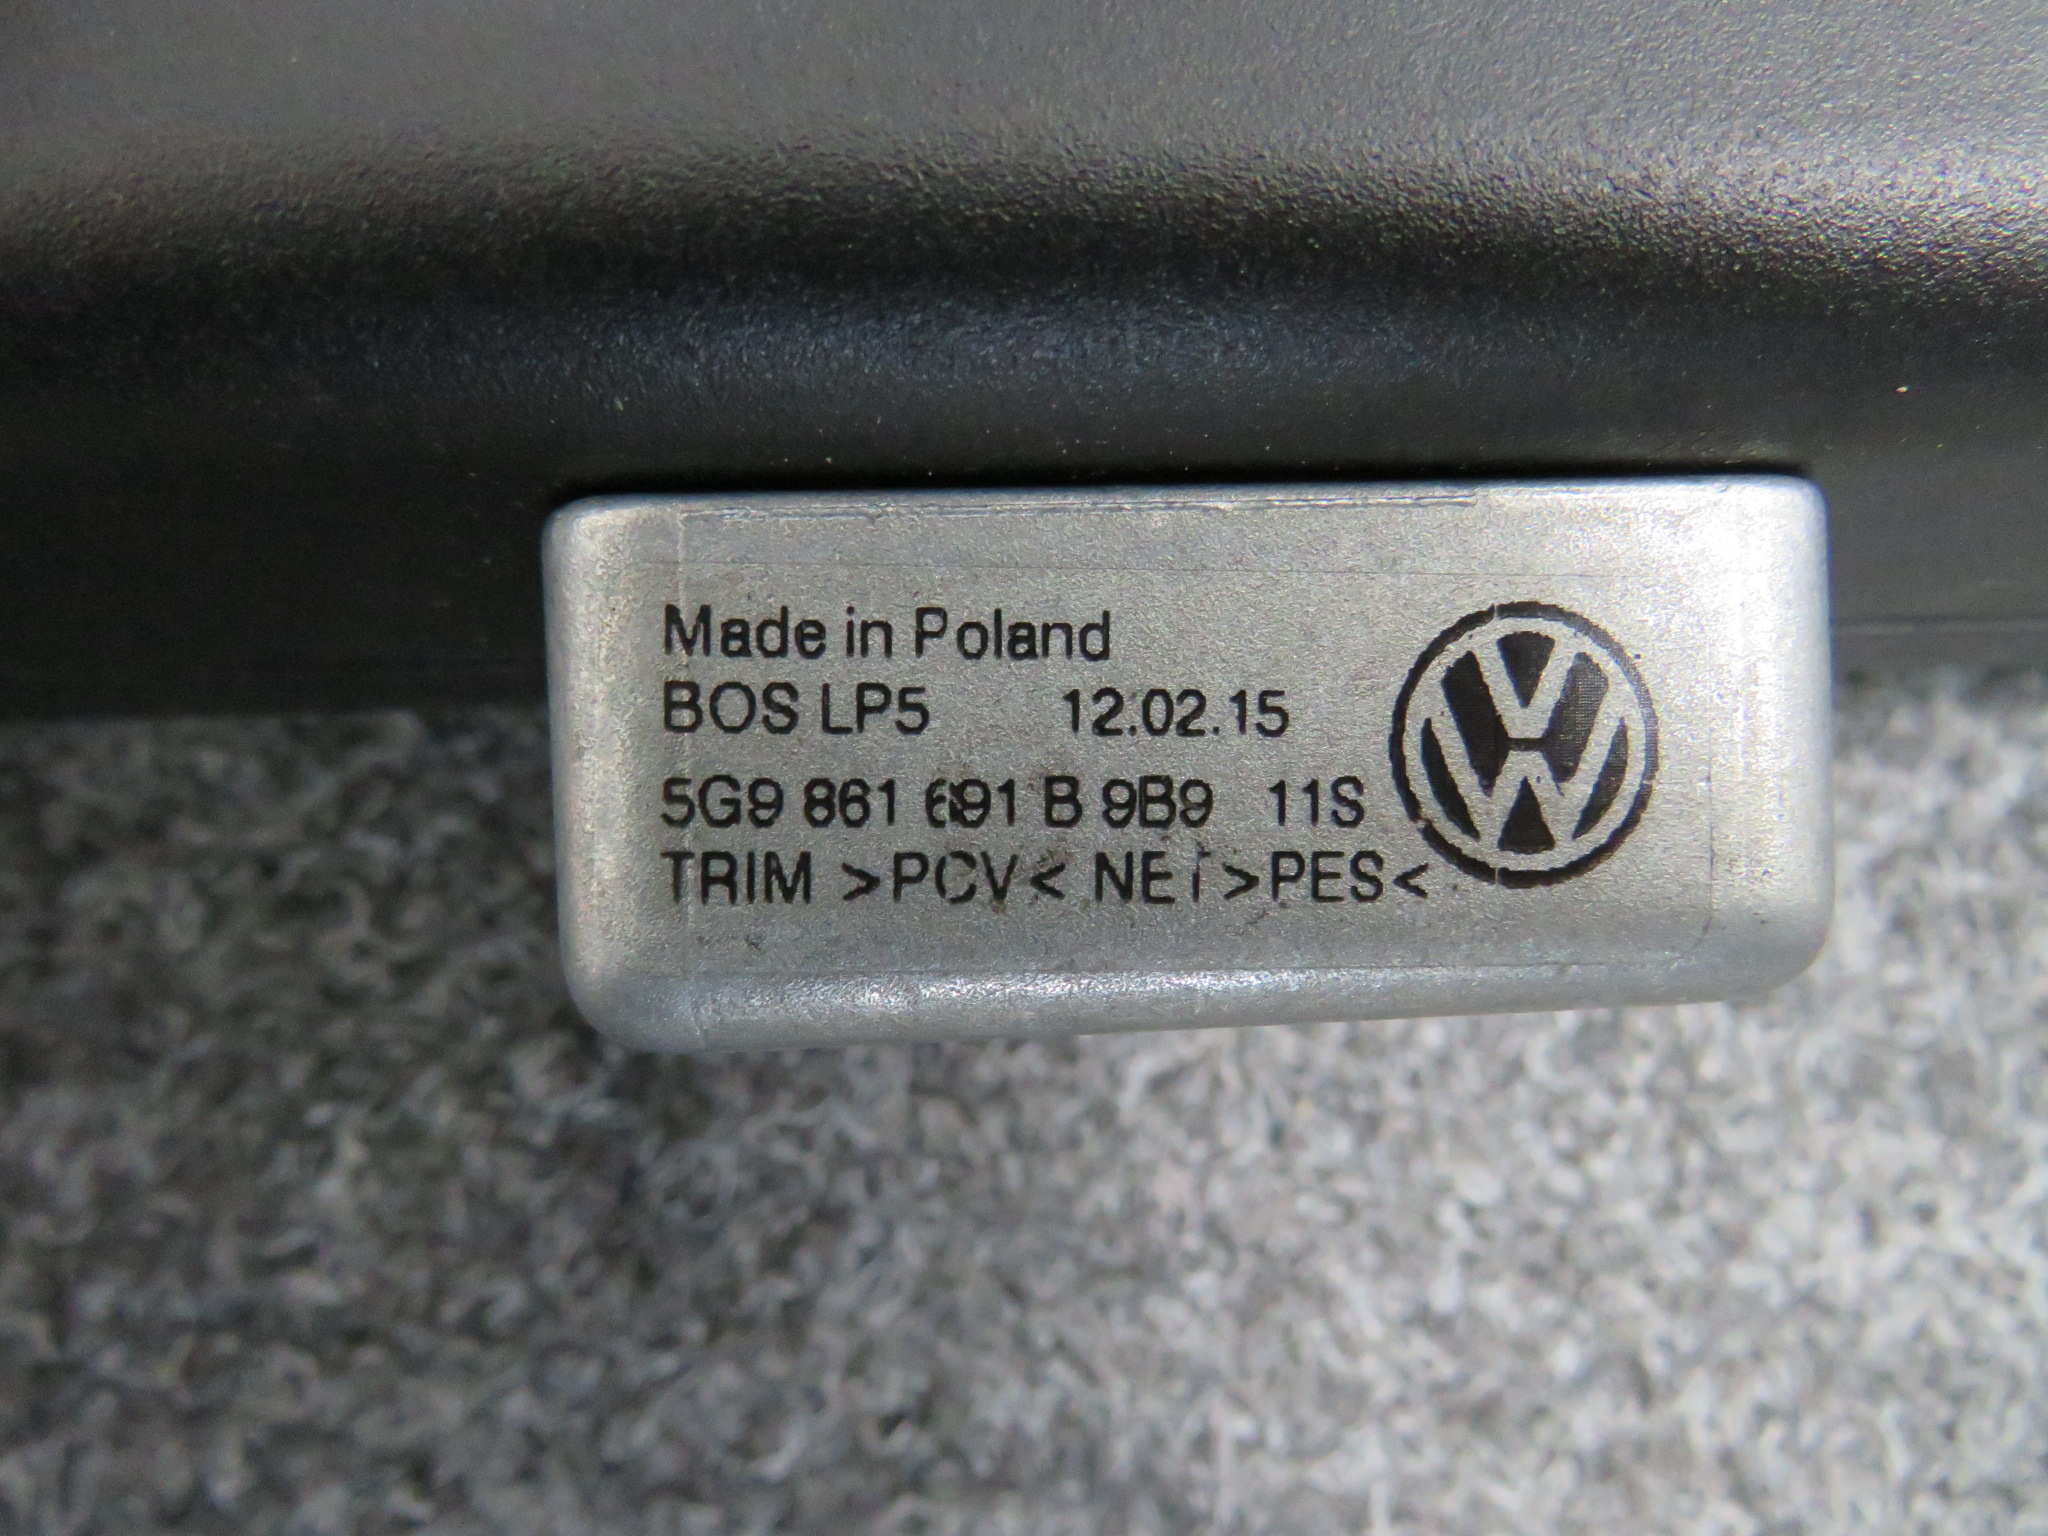 Made in Poland
BOS LP5 12.02.15
5G9 861 691 B 9B9 11S
TRIM >PCV< NET >PES<